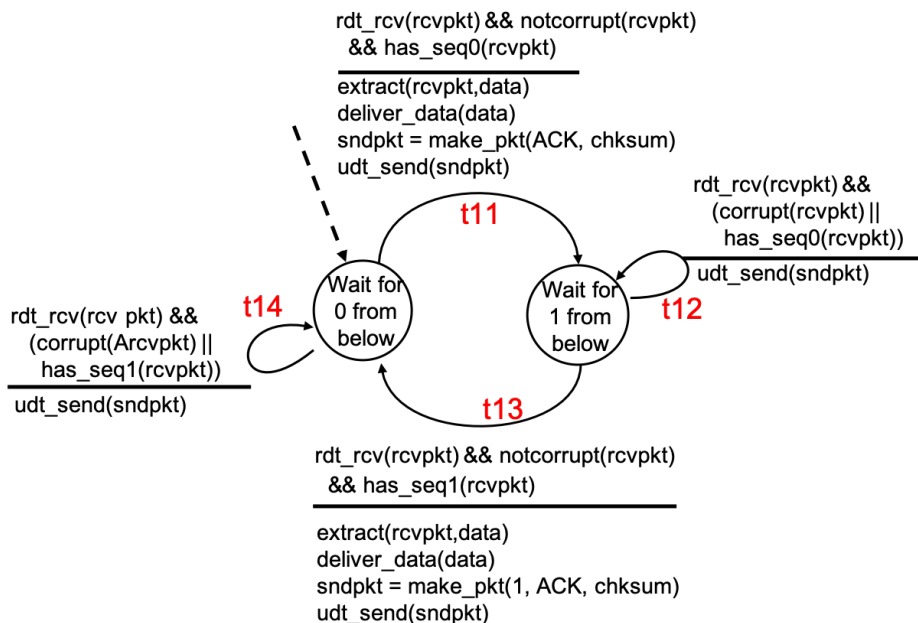 rdt_rcv(rcvpkt) && notcorrupt(rcvpkt)
&& has_seq0(rcvpkt)
extract(rcvpkt,data)
deliver_data(data)
sndpkt = make_pkt(ACK, chksum)
udt_send(sndpkt)
t11
rdt_rcv(rcvpkt) &&
(corrupt(rcvpkt) ||
has_seq0(rcvpkt))
udt_send(sndpkt)
t12
Wait for
0 from
below
Wait for
1 from
below
t14
rdt_rcv(rcv pkt) &&
(corrupt(Arcvpkt) ||
has_seq1(rcvpkt))
udt_send(sndpkt)
t13
rdt_rcv(rcvpkt) && notcorrupt(rcvpkt)
&& has_seq1(rcvpkt)
extract(rcvpkt,data)
deliver_data(data)
sndpkt = make_pkt(1, ACK, chksum)
udt_send(sndpkt)